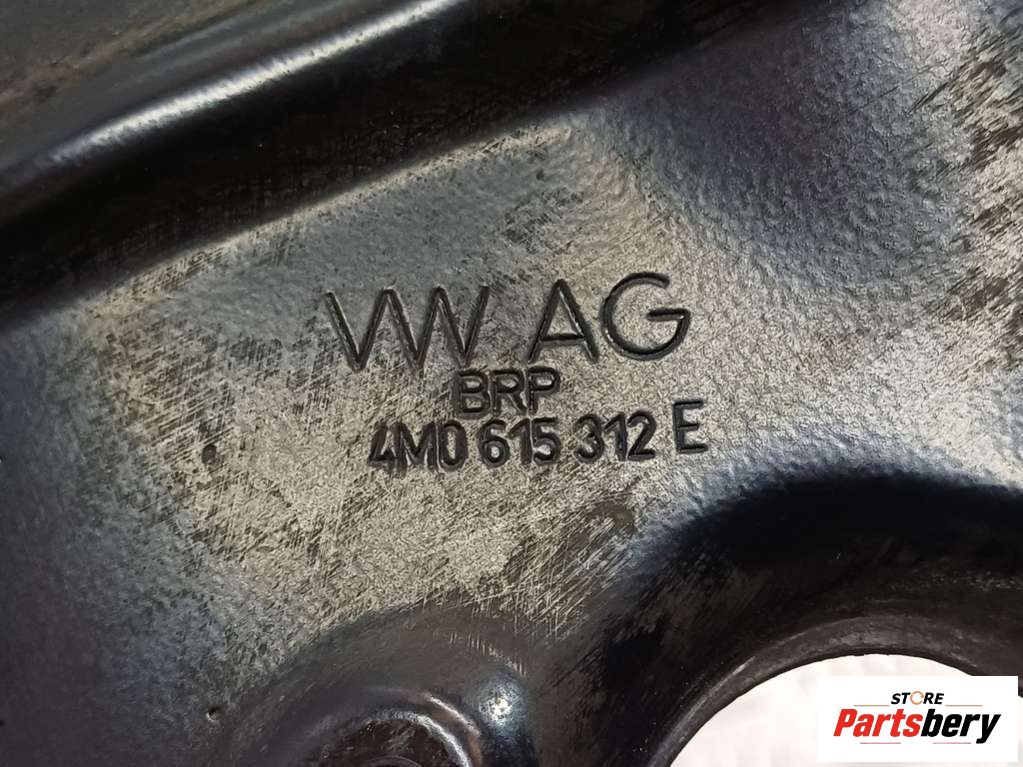 VW AG
BRP
4M0 615 312 E
STORE
Partsbery